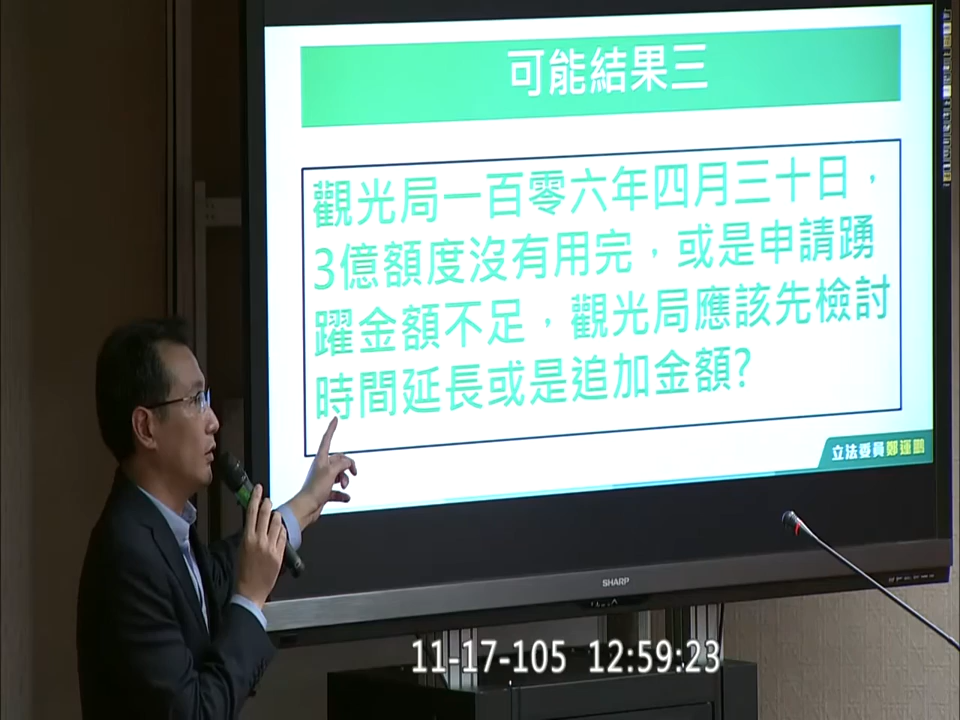 可能結果三
觀光局一百零六年四月三十日，
3億額度沒有用完，或是申請踴
躍金額不足，觀光局應該先檢討
時間延長或是追加金額?
立法委員鄭運鵬
SHARP
11-17-105 12:59:23